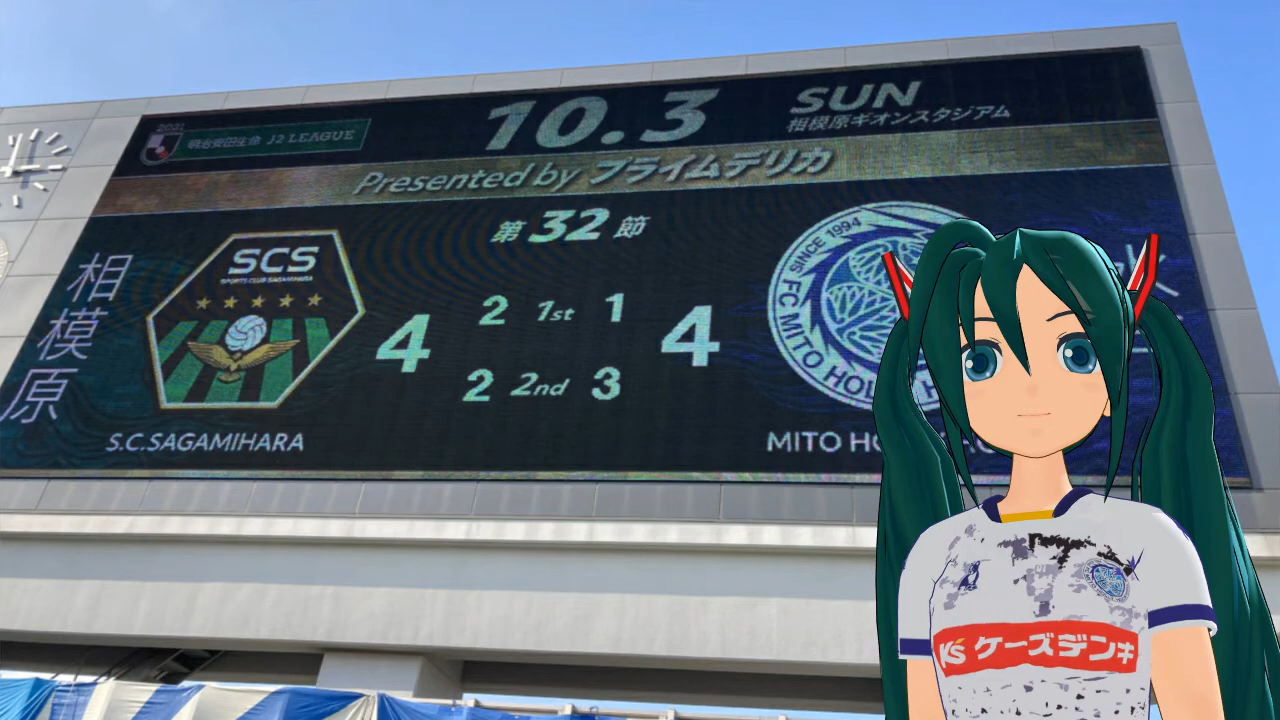 2021
明治安田生命 J2 LEAGUE
10.3
SUN
相模原ギオンスタジアム
Presented by プライムデリカ
第32節
相模原
SCS
SPORTS CLUB SAGAMIHARA
4
2 1st 1
2 2nd 3
4
SINCE 1994
FC MITO
S.C.SAGAMIHARA
MITO
K'S ケーズデンキ